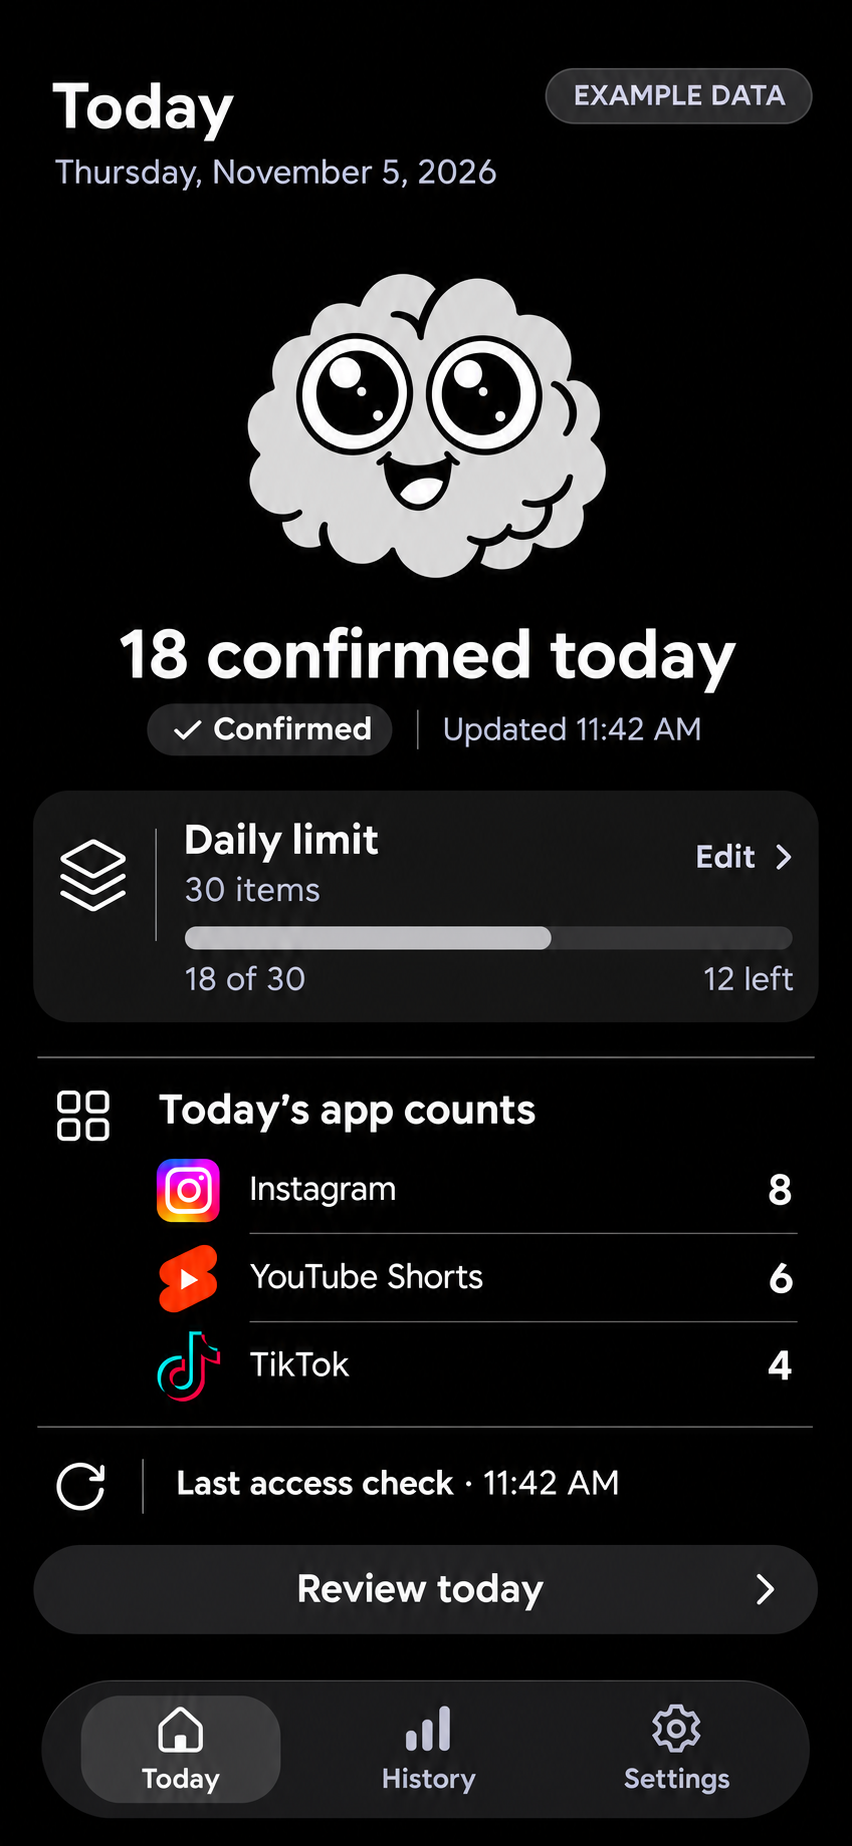 Today
EXAMPLE DATA
Thursday, November 5, 2026
18 confirmed today
Confirmed
Updated 11:42 AM
Daily limit
Edit
30 items
18 of 30
12 left
Today’s app counts
Instagram 8
YouTube Shorts 6
TikTok 4
Last access check · 11:42 AM
Review today
Today
History
Settings